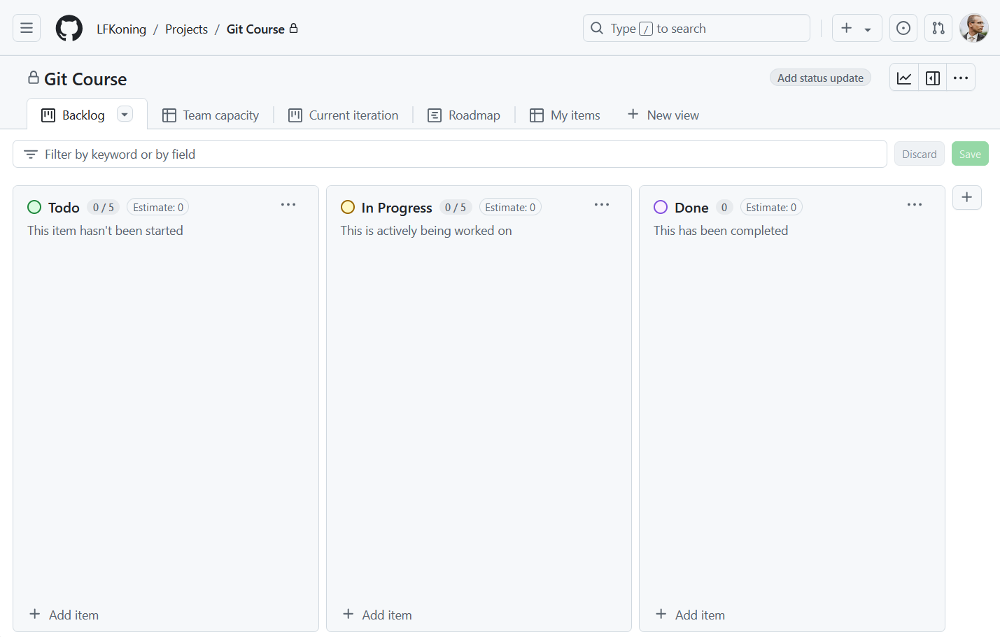 LFKoning / Projects / Git Course
Type / to search
Git Course
Add status update
Backlog
Team capacity
Current iteration
Roadmap
My items
New view
Filter by keyword or by field
Discard
Save
Todo 0 / 5 Estimate: 0
This item hasn't been started
Add item
In Progress 0 / 5 Estimate: 0
This is actively being worked on
Add item
Done 0 Estimate: 0
This has been completed
Add item